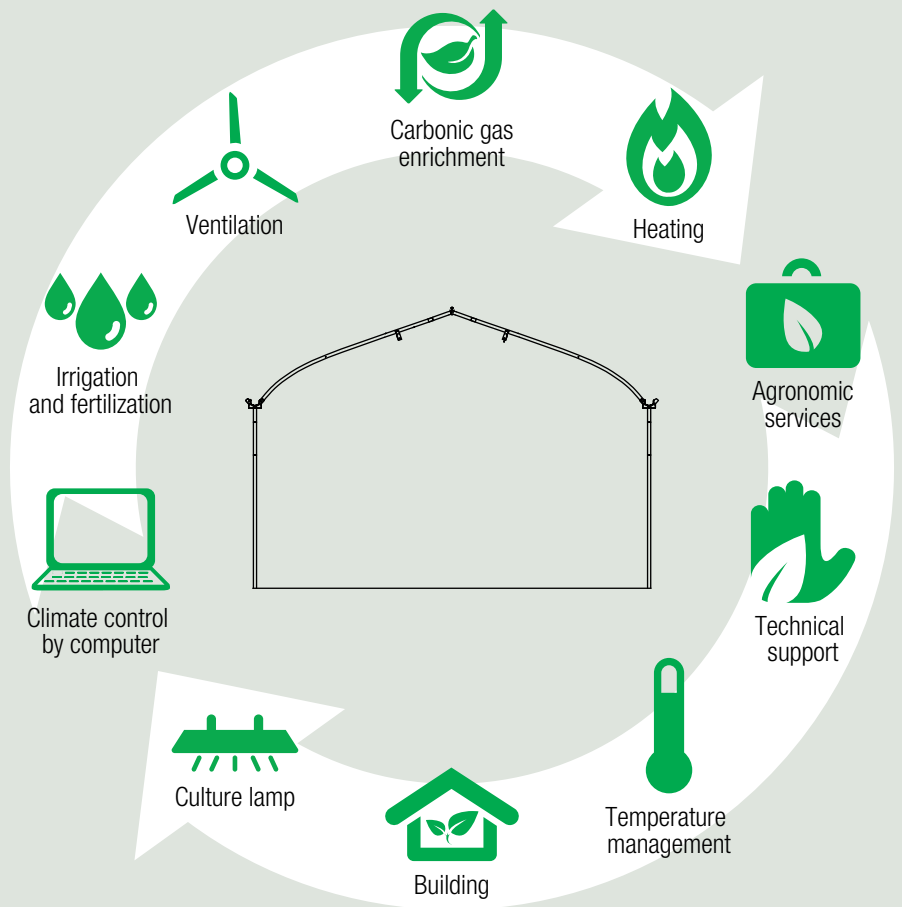 Carbonic gas
enrichment
Heating
Agronomic
services
Technical
support
Temperature
management
Building
Culture lamp
Climate control
by computer
Irrigation
and fertilization
Ventilation